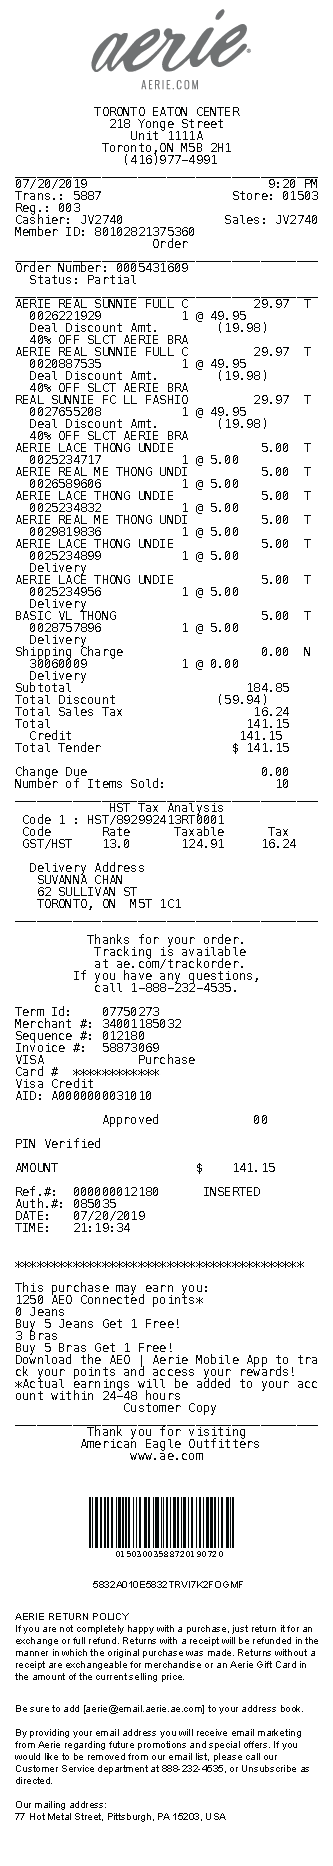 aerie
AERIE.COM
TORONTO EATON CENTER
218 Yonge Street
Unit 1111A
Toronto,ON M5B 2H1
(416)977-4991
07/20/2019 9:20 PM
Trans.: 5887 Store: 01503
Reg.: 003
Cashier: JV2740 Sales: JV2740
Member ID: 80102821375360
Order
Order Number: 0005431609
Status: Partial
AERIE REAL SUNNIE FULL C 29.97 T
0026221929 1 @ 49.95
Deal Discount Amt. (19.98)
40% OFF SLCT AERIE BRA
AERIE REAL SUNNIE FULL C 29.97 T
0020887535 1 @ 49.95
Deal Discount Amt. (19.98)
40% OFF SLCT AERIE BRA
REAL SUNNIE FC LL FASHIO 29.97 T
0027655208 1 @ 49.95
Deal Discount Amt. (19.98)
40% OFF SLCT AERIE BRA
AERIE LACE THONG UNDIE 5.00 T
0025234717 1 @ 5.00
AERIE REAL ME THONG UNDI 5.00 T
0026589606 1 @ 5.00
AERIE LACE THONG UNDIE 5.00 T
0025234832 1 @ 5.00
AERIE REAL ME THONG UNDI 5.00 T
0029819836 1 @ 5.00
AERIE LACE THONG UNDIE 5.00 T
0025234899 1 @ 5.00
Delivery
AERIE LACE THONG UNDIE 5.00 T
0025234956 1 @ 5.00
Delivery
BASIC VL THONG 5.00 T
0028757896 1 @ 5.00
Delivery
Shipping Charge 0.00 N
30060009 1 @ 0.00
Delivery
Subtotal 184.85
Total Discount (59.94)
Total Sales Tax 16.24
Total 141.15
Credit 141.15
Total Tender $ 141.15
Change Due 0.00
Number of Items Sold: 10
HST Tax Analysis
Code 1 : HST/892992413RT0001
Code Rate Taxable Tax
GST/HST 13.0 124.91 16.24
Delivery Address
SUVANNA CHAN
62 SULLIVAN ST
TORONTO, ON M5T 1C1
Thanks for your order.
Tracking is available
at ae.com/trackorder.
If you have any questions,
call 1-888-232-4535.
Term Id: 07750273
Merchant #: 34001185032
Sequence #: 012180
Invoice #: 58873069
VISA Purchase
Card # ************
Visa Credit
AID: A0000000031010
Approved 00
PIN Verified
AMOUNT $ 141.15
Ref.#: 000000012180 INSERTED
Auth.#: 085035
DATE: 07/20/2019
TIME: 21:19:34
****************************************
This purchase may earn you:
1250 AEO Connected points*
0 Jeans
Buy 5 Jeans Get 1 Free!
3 Bras
Buy 5 Bras Get 1 Free!
Download the AEO | Aerie Mobile App to tra
ck your points and access your rewards!
*Actual earnings will be added to your acc
ount within 24-48 hours
Customer Copy
Thank you for visiting
American Eagle Outfitters
www.ae.com
01503003588720190720
5832A010E5832TRVI7K2FOGMF
AERIE RETURN POLICY
If you are not completely happy with a purchase, just return it for an
exchange or full refund. Returns with a receipt will be refunded in the
manner in which the original purchase was made. Returns without a
receipt are exchangeable for merchandise or an Aerie Gift Card in
the amount of the current selling price.
Be sure to add [aerie@email.aerie.ae.com] to your address book.
By providing your email address you will receive email marketing
from Aerie regarding future promotions and special offers. If you
would like to be removed from our email list, please call our
Customer Service department at 888-232-4535, or Unsubscribe as
directed.
Our mailing address:
77 Hot Metal Street, Pittsburgh, PA 15203, USA